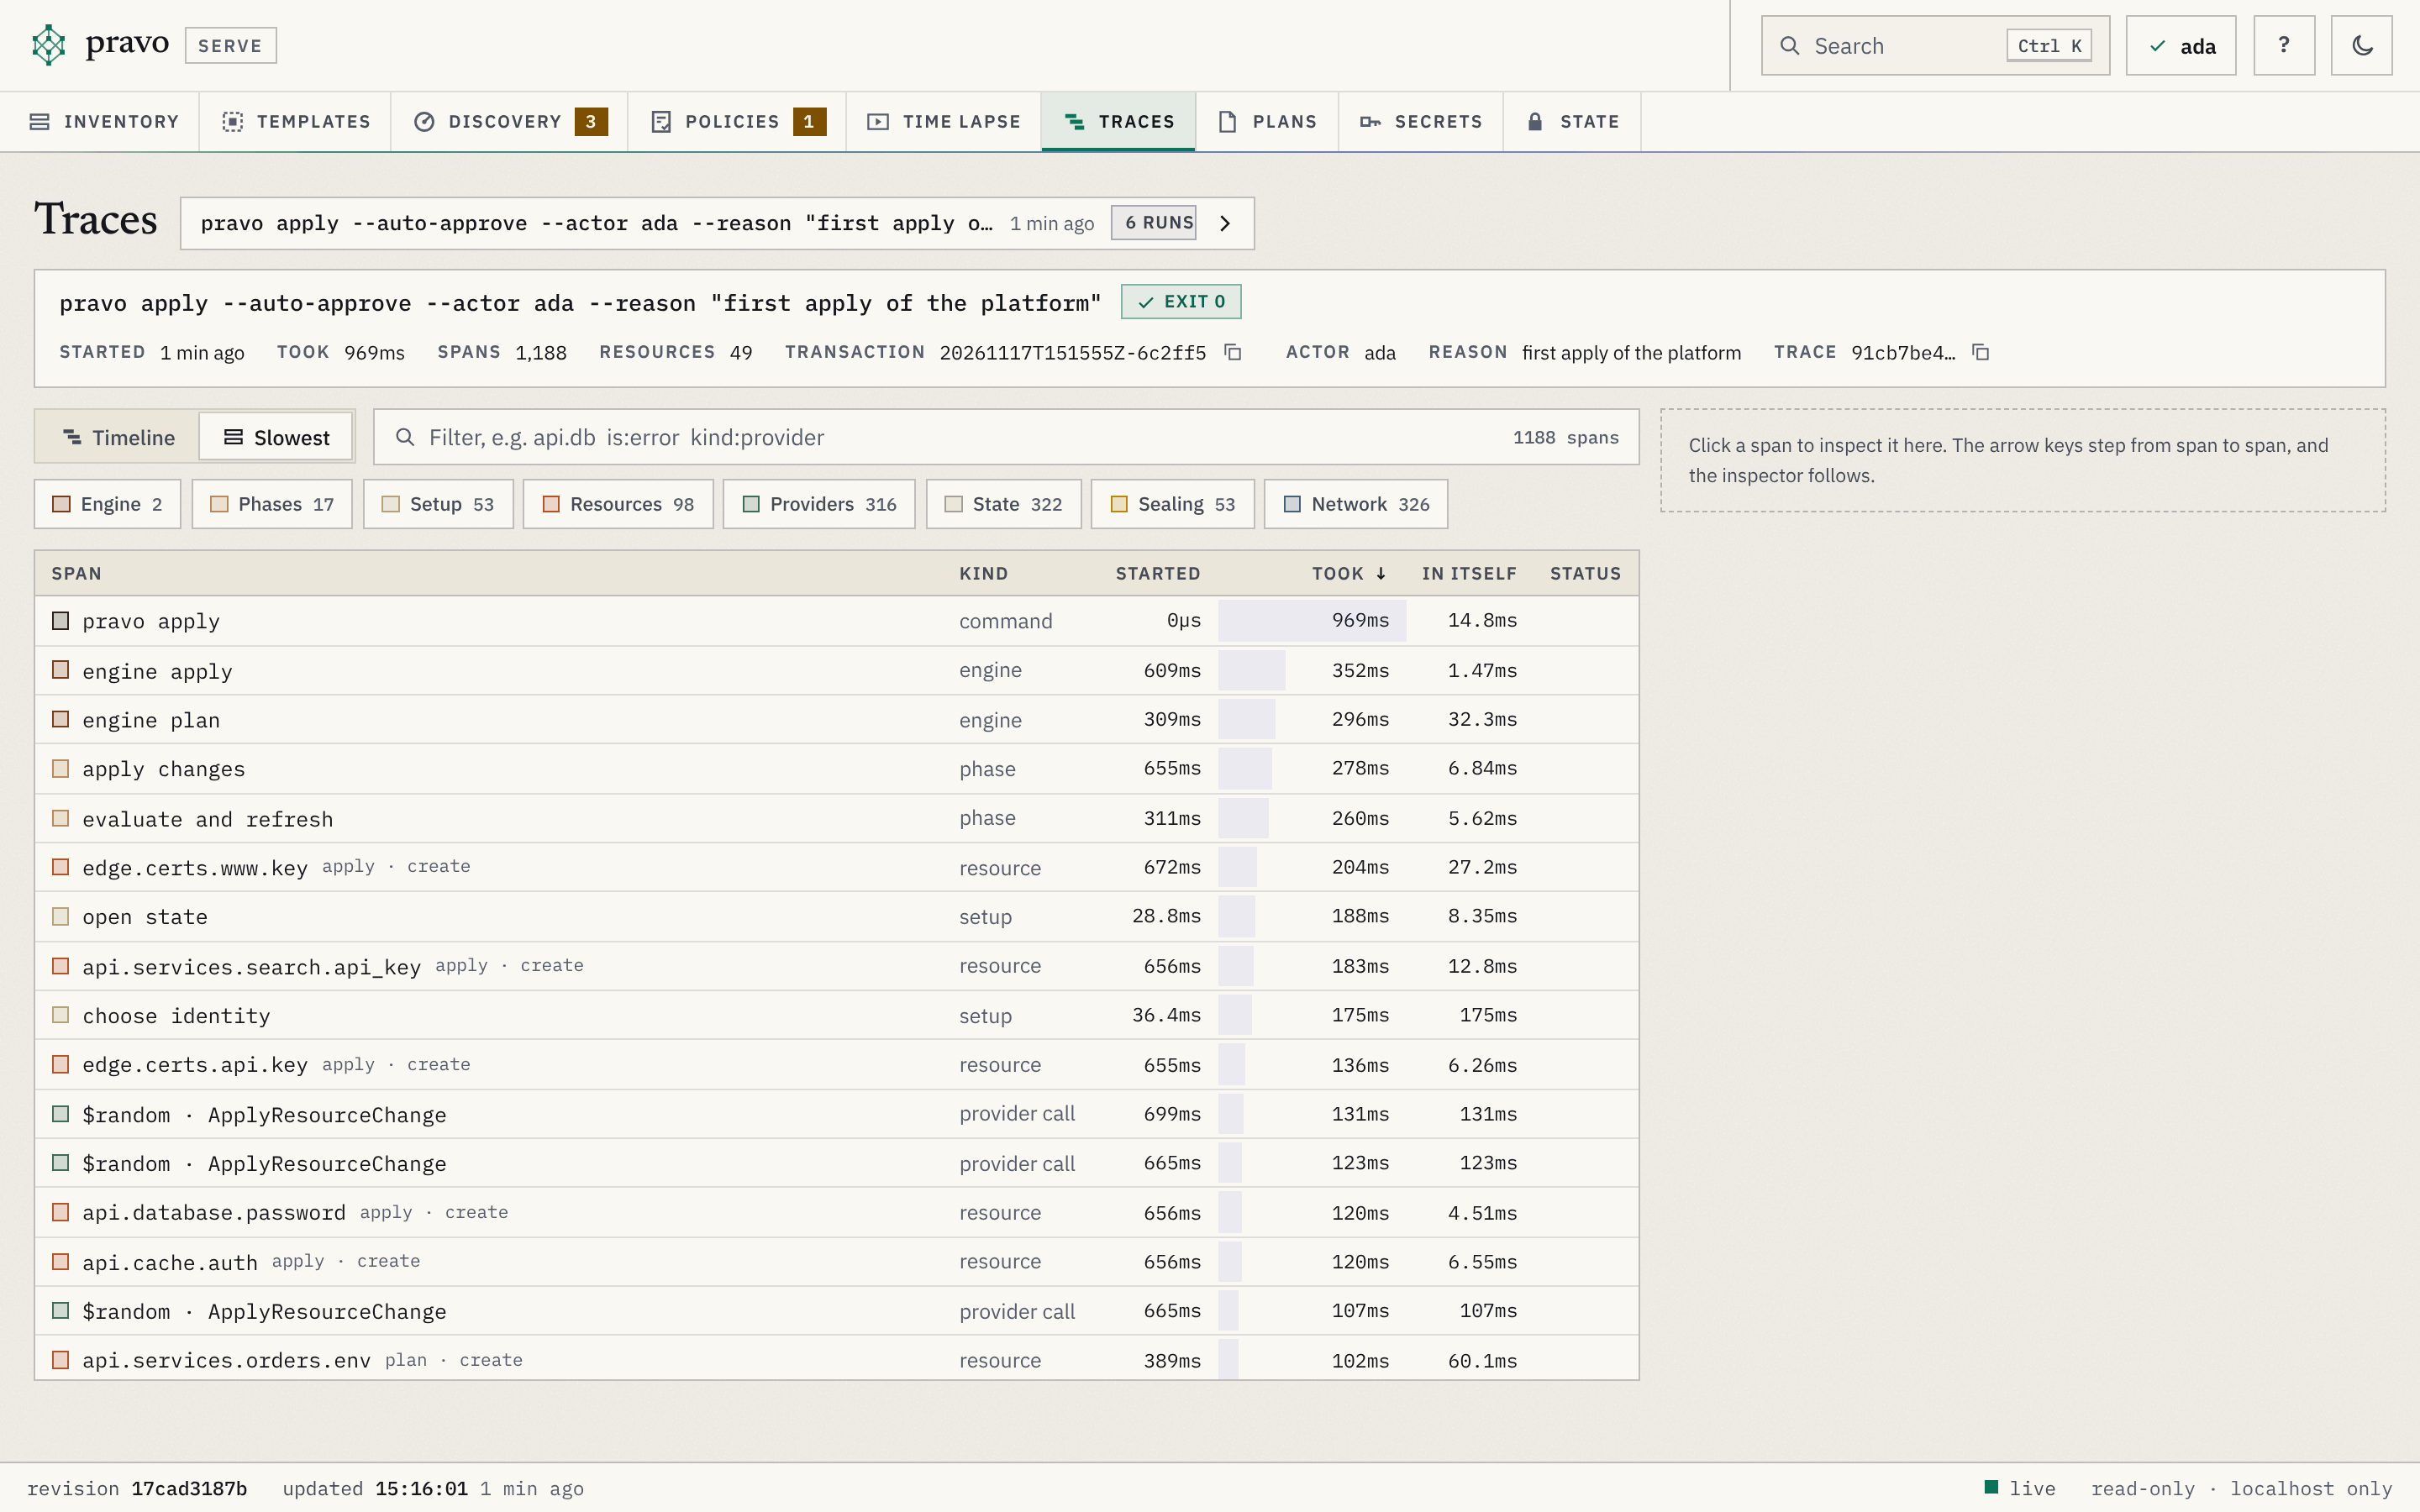 pravo SERVE Search Ctrl K ada ?
INVENTORY TEMPLATES DISCOVERY 3 POLICIES 1 TIME LAPSE TRACES PLANS SECRETS STATE
Traces pravo apply --auto-approve --actor ada --reason "first apply o… 1 min ago 6 RUNS
pravo apply --auto-approve --actor ada --reason "first apply of the platform" EXIT 0
STARTED 1 min ago TOOK 969ms SPANS 1,188 RESOURCES 49 TRANSACTION 20261117T151555Z-6c2ff5 ACTOR ada REASON first apply of the platform TRACE 91cb7be4…
Timeline Slowest Filter, e.g. api.db is:error kind:provider 1188 spans
Click a span to inspect it here. The arrow keys step from span to span, and
the inspector follows.
Engine 2 Phases 17 Setup 53 Resources 98 Providers 316 State 322 Sealing 53 Network 326
SPAN KIND STARTED TOOK ↓ IN ITSELF STATUS
pravo apply command 0µs 969ms 14.8ms
engine apply engine 609ms 352ms 1.47ms
engine plan engine 309ms 296ms 32.3ms
apply changes phase 655ms 278ms 6.84ms
evaluate and refresh phase 311ms 260ms 5.62ms
edge.certs.www.key apply · create resource 672ms 204ms 27.2ms
open state setup 28.8ms 188ms 8.35ms
api.services.search.api_key apply · create resource 656ms 183ms 12.8ms
choose identity setup 36.4ms 175ms 175ms
edge.certs.api.key apply · create resource 655ms 136ms 6.26ms
$random · ApplyResourceChange provider call 699ms 131ms 131ms
$random · ApplyResourceChange provider call 665ms 123ms 123ms
api.database.password apply · create resource 656ms 120ms 4.51ms
api.cache.auth apply · create resource 656ms 120ms 6.55ms
$random · ApplyResourceChange provider call 665ms 107ms 107ms
api.services.orders.env plan · create resource 389ms 102ms 60.1ms
revision 17cad3187b updated 15:16:01 1 min ago live read-only · localhost only